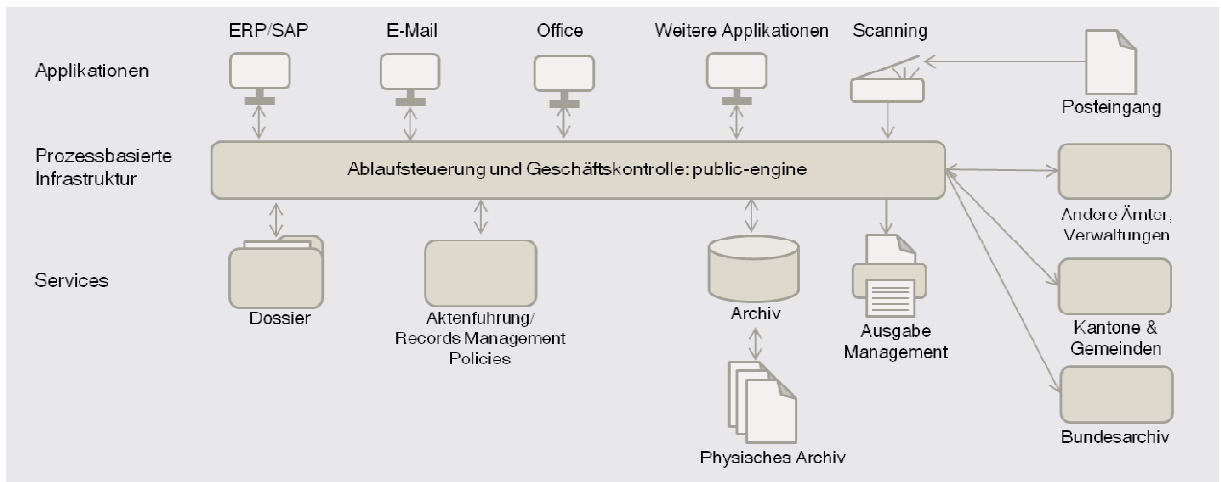 ERP/SAP
E-Mail
Office
Weitere Applikationen
Scanning
Applikationen
Posteingang
Prozessbasierte
Infrastruktur
Ablaufsteuerung und Geschäftskontrolle: public-engine
Andere Ämter,
Verwaltungen
Services
Dossier
Aktenführung/
Records Management
Policies
Archiv
Ausgabe
Management
Kantone &
Gemeinden
Physisches Archiv
Bundesarchiv